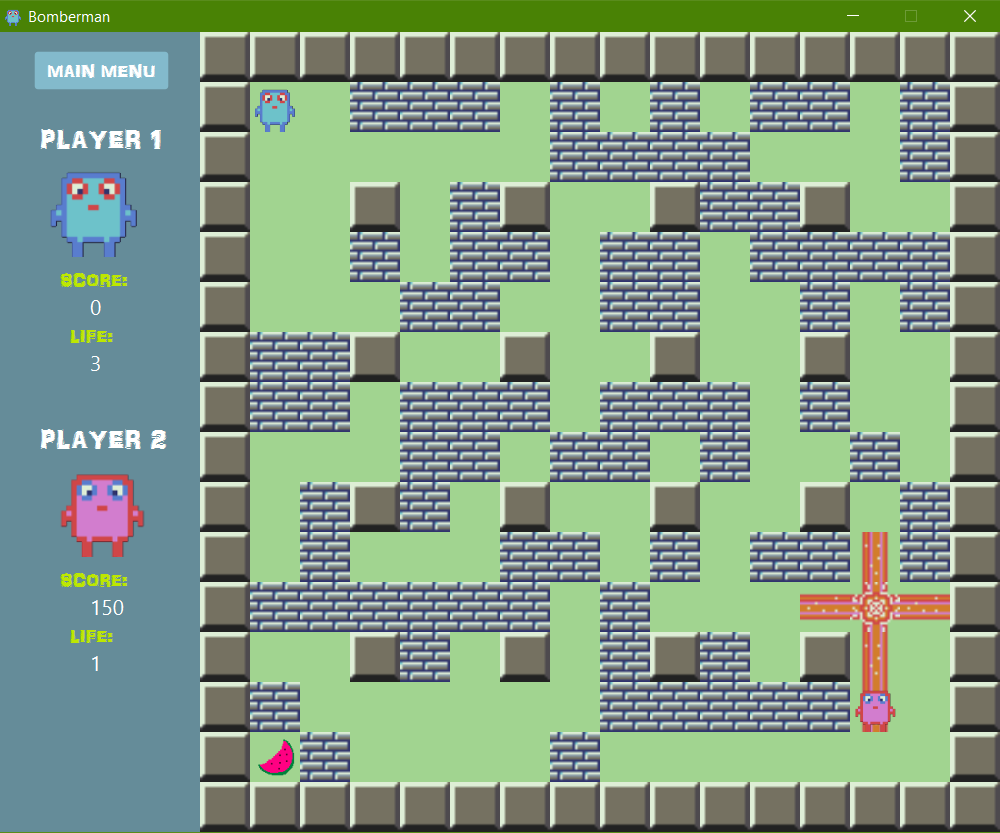 Bomberman
MAIN MENU
PLAYER 1
SCORE:
0
LIFE:
3
PLAYER 2
SCORE:
150
LIFE:
1